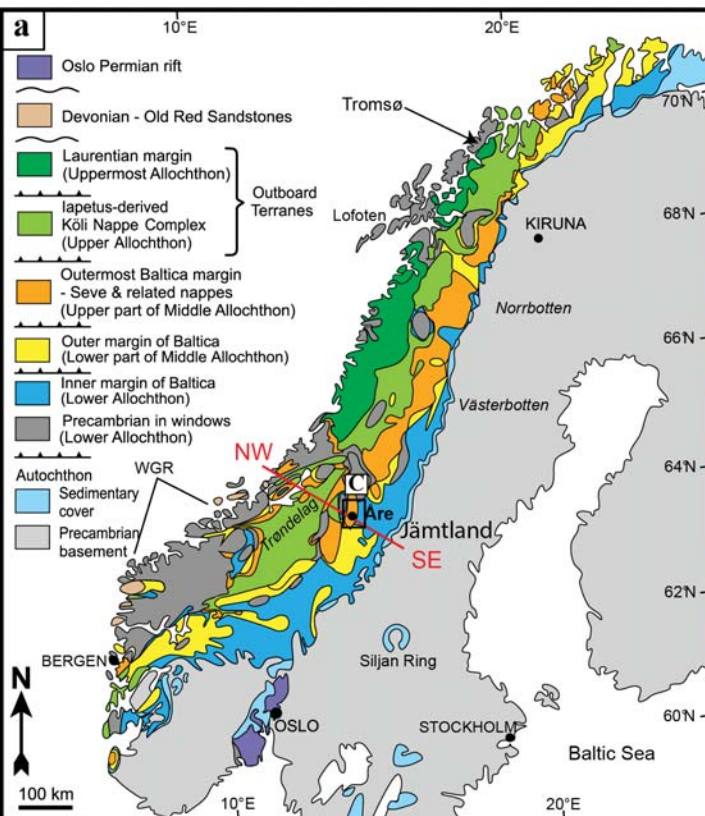 a
10°E
20°E
Oslo Permian rift
Devonian - Old Red Sandstones
Laurentian margin
(Uppermost Allochthon)
Iapetus-derived
Köli Nappe Complex
(Upper Allochthon)
Outboard
Terranes
Outermost Baltica margin
- Seve & related nappes
(Upper part of Middle Allochthon)
Outer margin of Baltica
(Lower part of Middle Allochthon)
Inner margin of Baltica
(Lower Allochthon)
Precambrian in windows
(Lower Allochthon)
Autochthon
Sedimentary
cover
Precambrian
basement
WGR
Tromsø
70°N
Lofoten
68°N
KIRUNA
Norrbotten
66°N
Västerbotten
64°N
NW
C
Trøndelag
Åre
Jämtland
SE
62°N
BERGEN
Siljan Ring
N
OSLO
STOCKHOLM
60°N
Baltic Sea
100 km
10°E
20°E